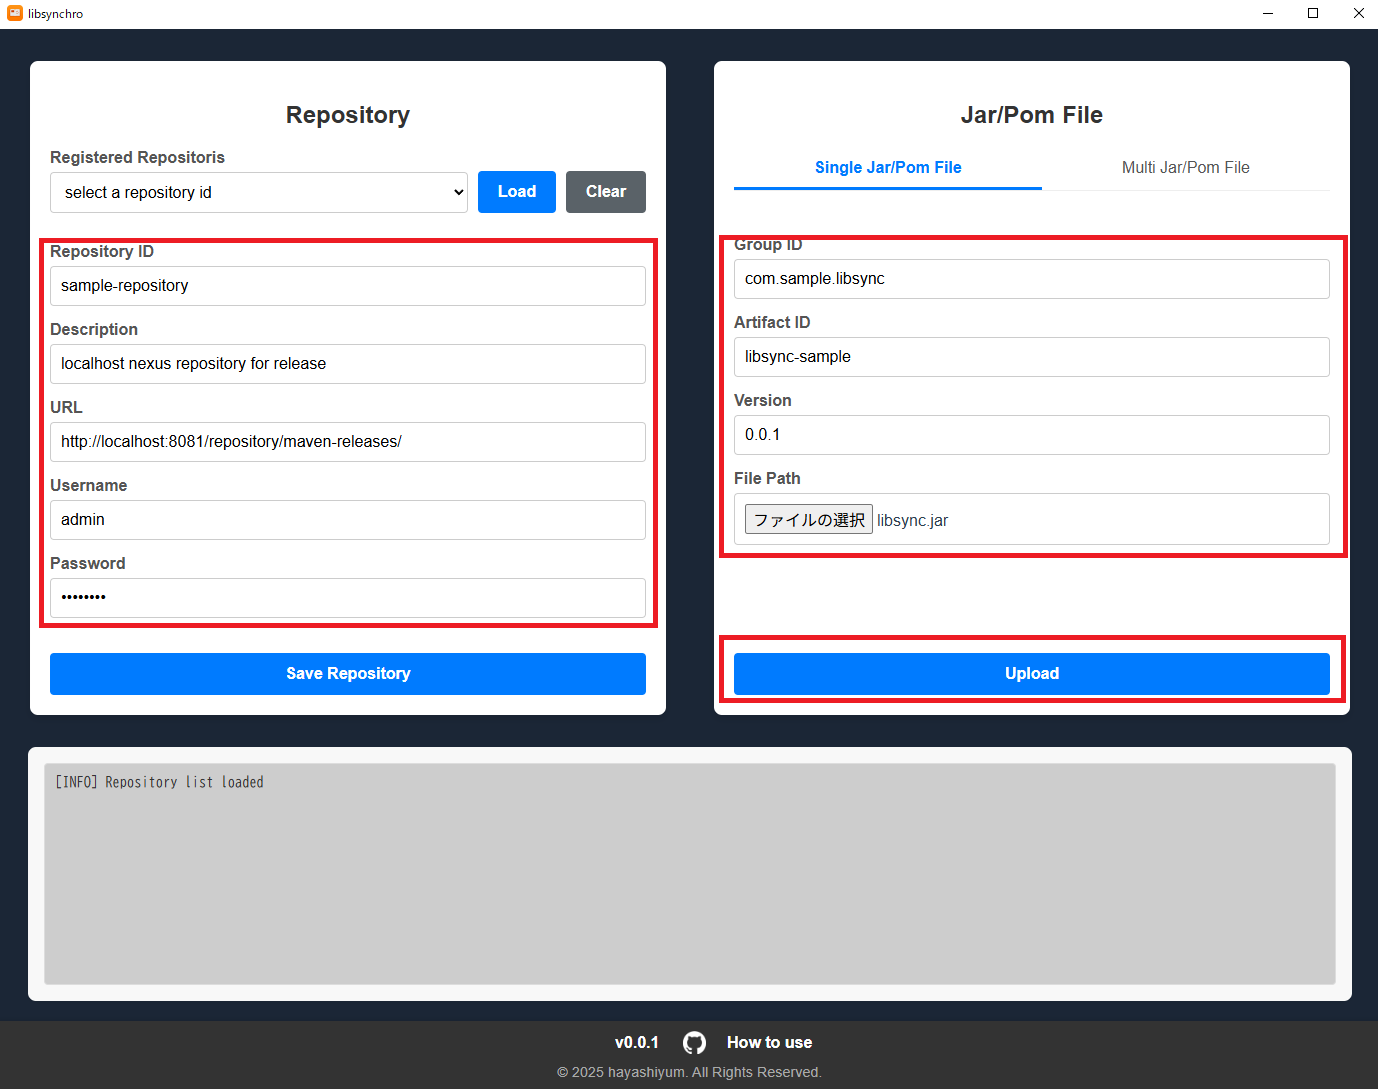 libsynchro
Repository
Registered Repositoris
select a repository id
Load
Clear
Repository ID
sample-repository
Description
localhost nexus repository for release
URL
http://localhost:8081/repository/maven-releases/
Username
admin
Password
••••••••
Save Repository
Jar/Pom File
Single Jar/Pom File
Multi Jar/Pom File
Group ID
com.sample.libsync
Artifact ID
libsync-sample
Version
0.0.1
File Path
ファイルの選択 libsync.jar
Upload
[INFO] Repository list loaded
v0.0.1
How to use
© 2025 hayashiyum. All Rights Reserved.